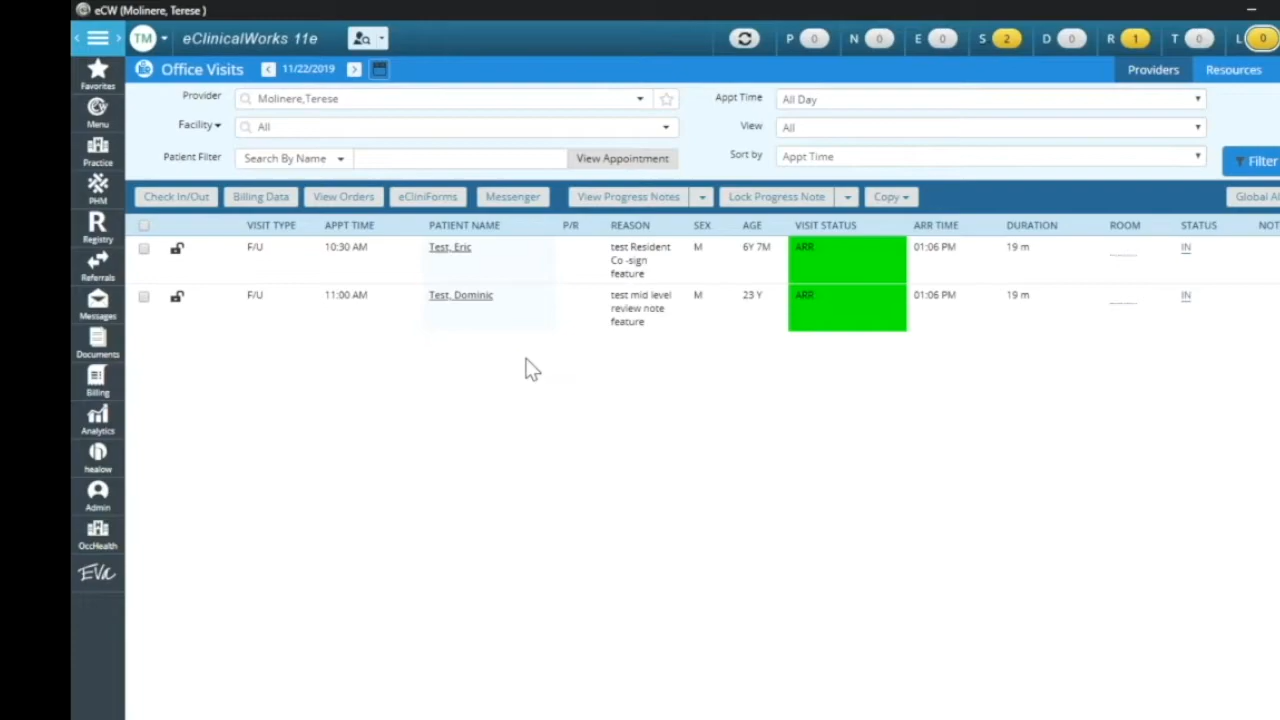 eCW (Molinere, Terese )
TM eClinicalWorks 11e P 0 N 0 E 0 S 2 D 0 R 1 T 0 L 0
Office Visits 11/22/2019 Providers Resources
Provider Molinere,Terese Appt Time All Day
Facility All View All
Patient Filter Search By Name View Appointment Sort by Appt Time Filter
Check In/Out Billing Data View Orders eCliniForms Messenger View Progress Notes Lock Progress Note Copy Global Al
VISIT TYPE APPT TIME PATIENT NAME P/R REASON SEX AGE VISIT STATUS ARR TIME DURATION ROOM STATUS NOT
F/U 10:30 AM Test, Eric test Resident M 6Y 7M ARR 01:06 PM 19 m IN
Co -sign
feature
F/U 11:00 AM Test, Dominic test mid level M 23 Y ARR 01:06 PM 19 m IN
review note
feature
Favorites
Menu
Practice
PHM
R
Registry
Referrals
Messages
Documents
Billing
Analytics
healow
Admin
OccHealth
Eva